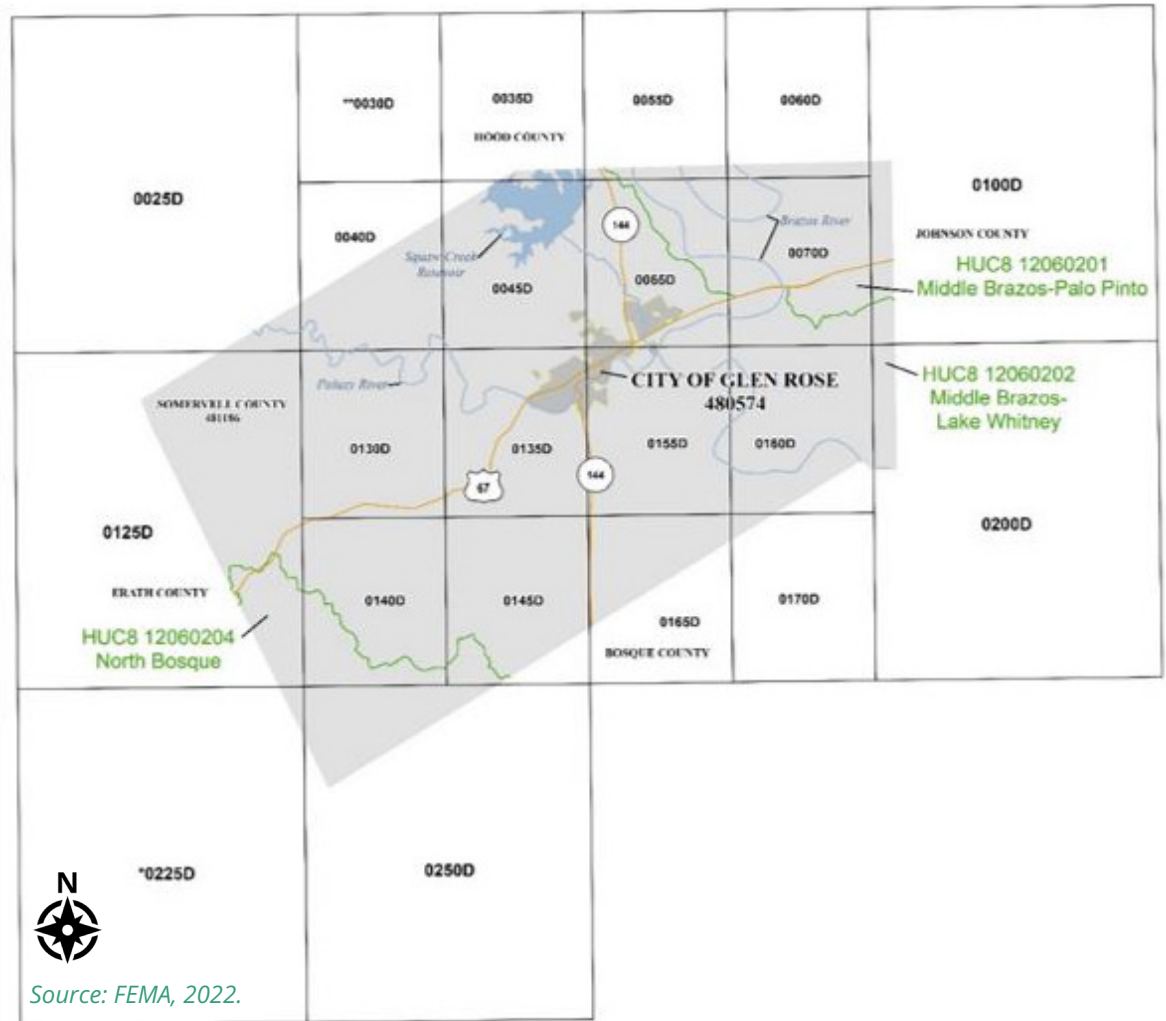 **0030D
0035D
0055D
0060D
HOOD COUNTY
0025D
0100D
0040D
144
Brazos River
JOHNSON COUNTY
Squaw Creek
Reservoir
0070D
HUC8 12060201
Middle Brazos-Palo Pinto
0045D
0065D
Paluxy River
CITY OF GLEN ROSE
480574
HUC8 12060202
Middle Brazos-
Lake Whitney
SOMERVELL COUNTY
481186
0130D
0135D
0155D
0160D
67
144
0125D
0200D
ERATH COUNTY
0140D
0145D
0170D
0165D
HUC8 12060204
North Bosque
BOSQUE COUNTY
*0225D
0250D
N
Source: FEMA, 2022.